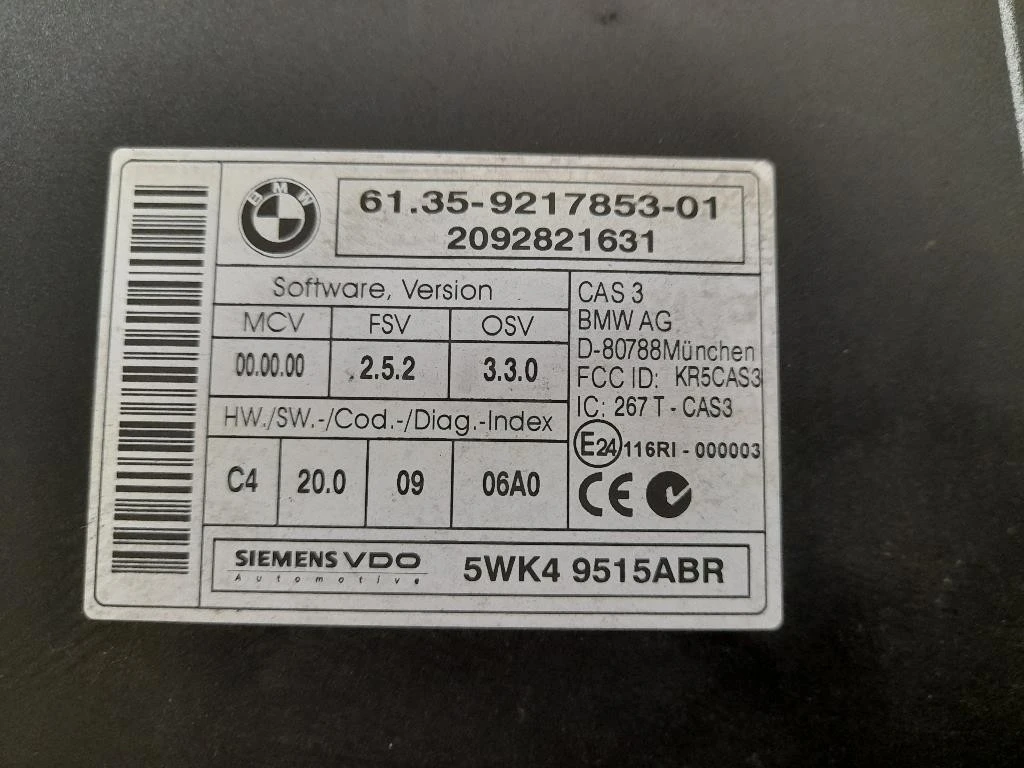 BMW
61.35-9217853-01
2092821631
Software, Version
MCV FSV OSV
00.00.00 2.5.2 3.3.0
HW./SW.-/Cod.-/Diag.-Index
C4 20.0 09 06A0
CAS 3
BMW AG
D-80788München
FCC ID: KR5CAS3
IC: 267 T - CAS3
E24 116RI - 000003
CE
SIEMENS VDO
Automotive
5WK4 9515ABR